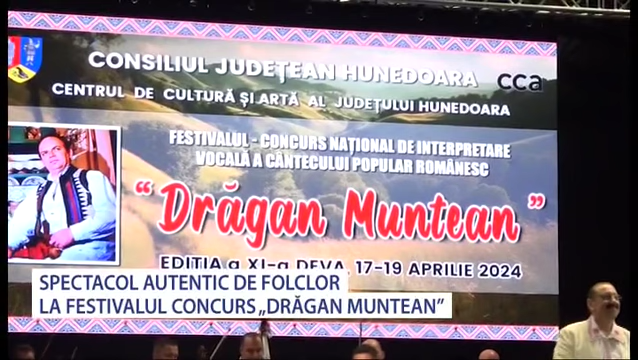 CONSILIUL JUDEȚEAN HUNEDOARA
cca
CENTRUL DE CULTURĂ ȘI ARTĂ AL JUDEȚULUI HUNEDOARA
FESTIVALUL - CONCURS NAȚIONAL DE INTERPRETARE
VOCALĂ A CÂNTECULUI POPULAR ROMÂNESC
“Drăgan Muntean”
EDIȚIA a XI-a DEVA, 17-19 APRILIE 2024
SPECTACOL AUTENTIC DE FOLCLOR
LA FESTIVALUL CONCURS „DRĂGAN MUNTEAN”